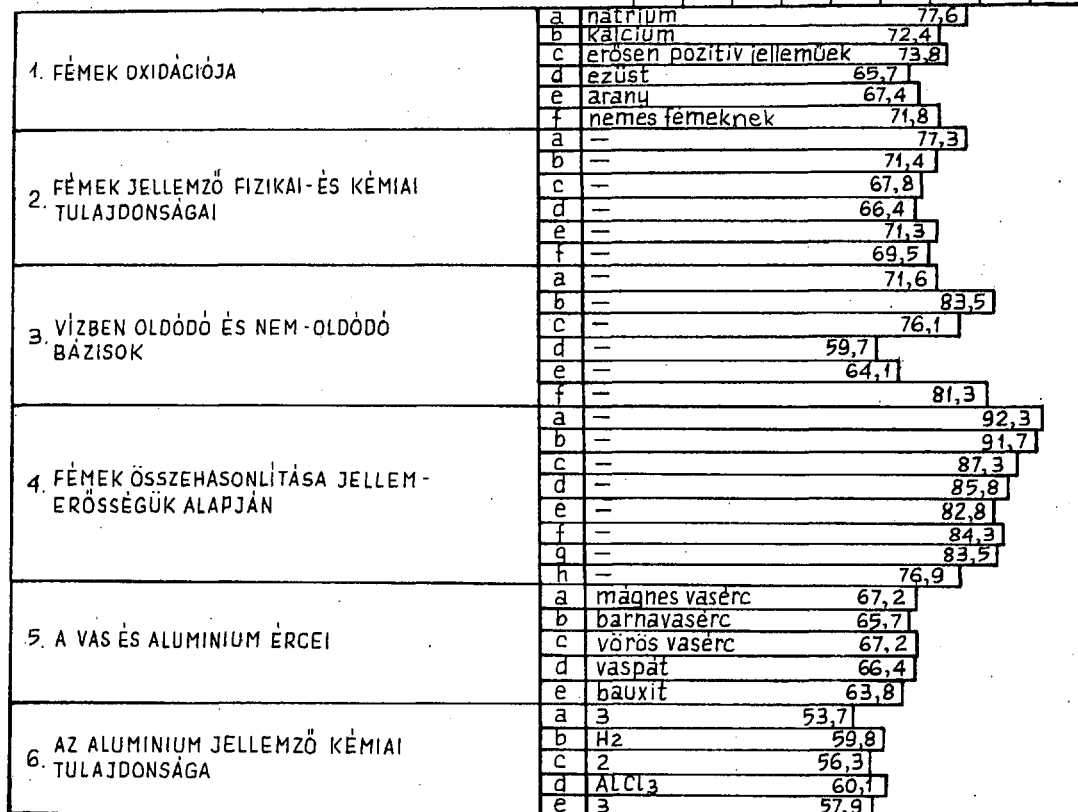 1. FÉMEK OXIDÁCIÓJA
a nátrium 77,6
b kálcium 72,4
c erősen pozitív jelleműek 73,8
d ezüst 65,7
e arany 67,4
f nemes fémeknek 71,8
2. FÉMEK JELLEMZŐ FIZIKAI- ÉS KÉMIAI
TULAJDONSÁGAI
a — 77,3
b — 71,4
c — 67,8
d — 66,4
e — 71,3
f — 69,5
3. VÍZBEN OLDÓDÓ ÉS NEM-OLDÓDÓ
BÁZISOK
a — 71,6
b — 83,5
c — 76,1
d — 59,7
e — 64,1
f — 81,3
4. FÉMEK ÖSSZEHASONLÍTÁSA JELLEM-
ERŐSSÉGÜK ALAPJÁN
a — 92,3
b — 91,7
c — 87,3
d — 85,8
e — 82,8
f — 84,3
g — 83,5
h — 76,9
5. A VAS ÉS ALUMINIUM ÉRCEI
a mágnes vasérc 67,2
b barnavasérc 65,7
c vörös vasérc 67,2
d vaspát 66,4
e bauxit 63,8
6. AZ ALUMINIUM JELLEMZŐ KÉMIAI
TULAJDONSÁGA
a 3 53,7
b H2 59,8
c 2 56,3
d ALCl3 60,1
e 3 57,9